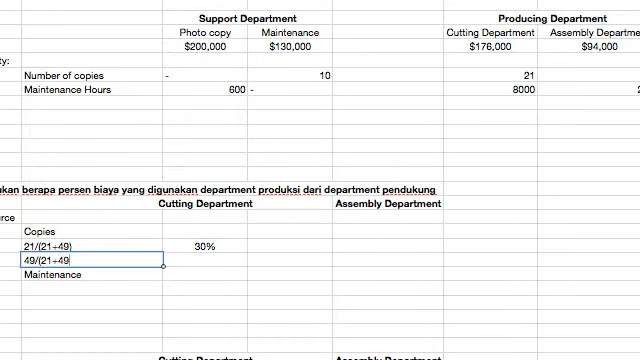 Support Department Producing Department
Photo copy Maintenance Cutting Department Assembly Departme
$200,000 $130,000 $176,000 $94,000
ty:
Number of copies - 10 21
Maintenance Hours 600 - 8000 2
kan berapa persen biaya yang digunakan department produksi dari department pendukung
Cutting Department Assembly Department
rce
Copies
21/(21+49) 30%
49/(21+49
Maintenance
Cutting Department Assembly Department